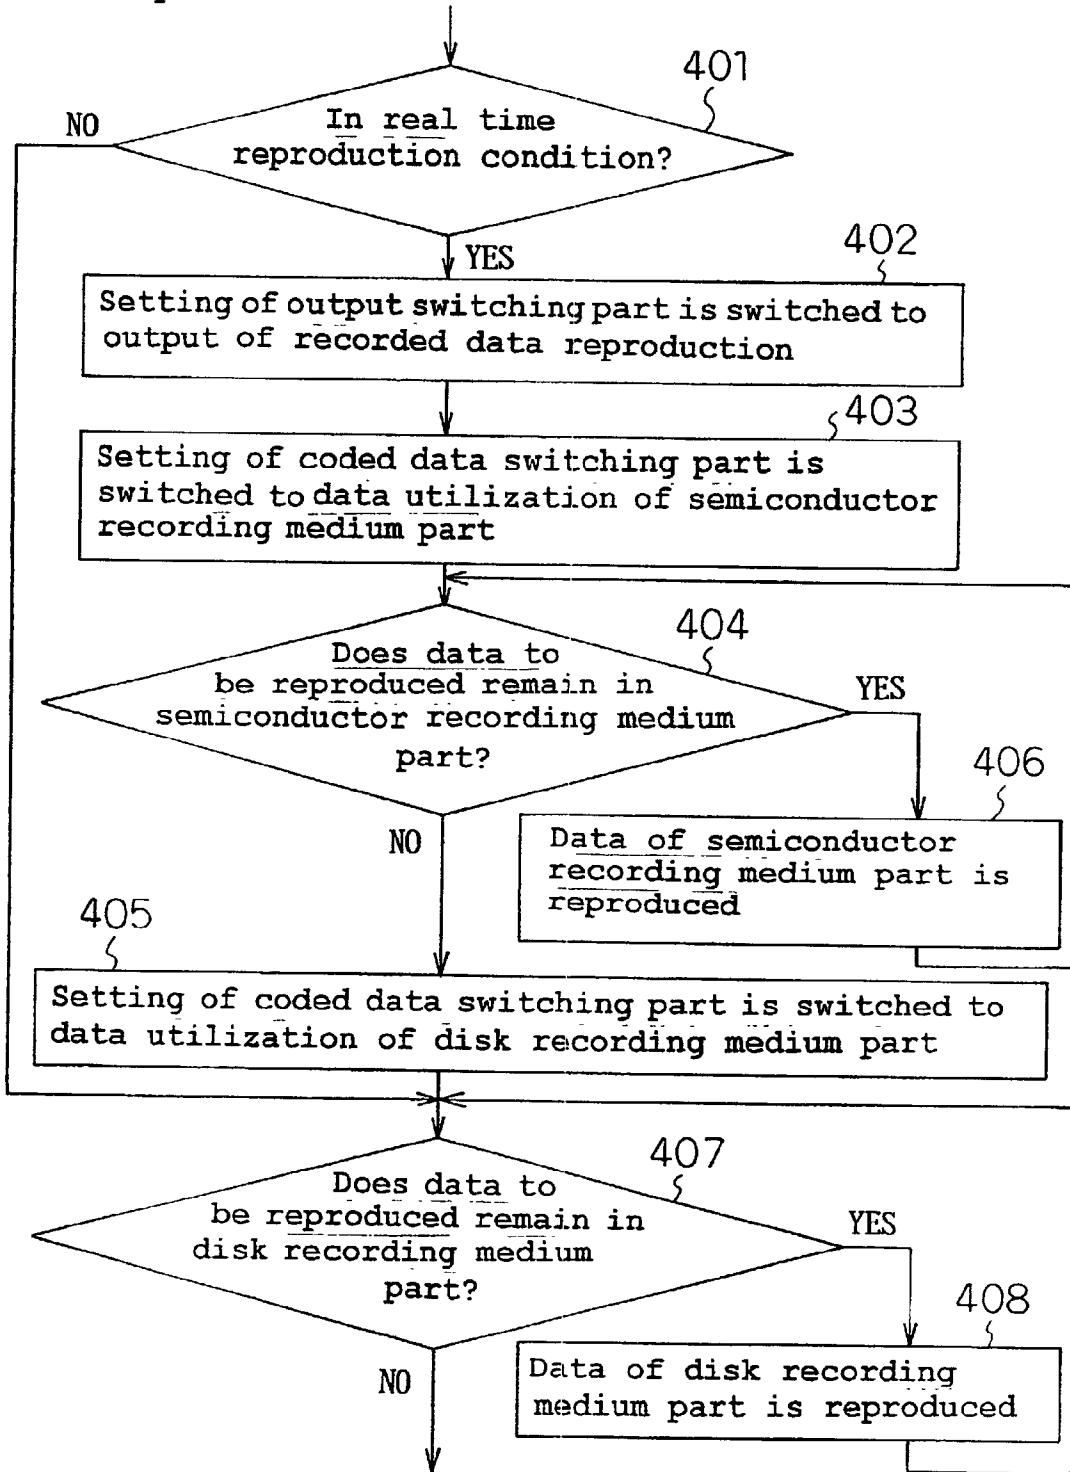 401
In real time
reproduction condition?
NO
YES
402
Setting of output switching part is switched to
output of recorded data reproduction
403
Setting of coded data switching part is
switched to data utilization of semiconductor
recording medium part
404
Does data to
be reproduced remain in
semiconductor recording medium
part?
YES
NO
406
Data of semiconductor
recording medium part is
reproduced
405
Setting of coded data switching part is switched to
data utilization of disk recording medium part
407
Does data to
be reproduced remain in
disk recording medium
part?
YES
NO
408
Data of disk recording
medium part is reproduced